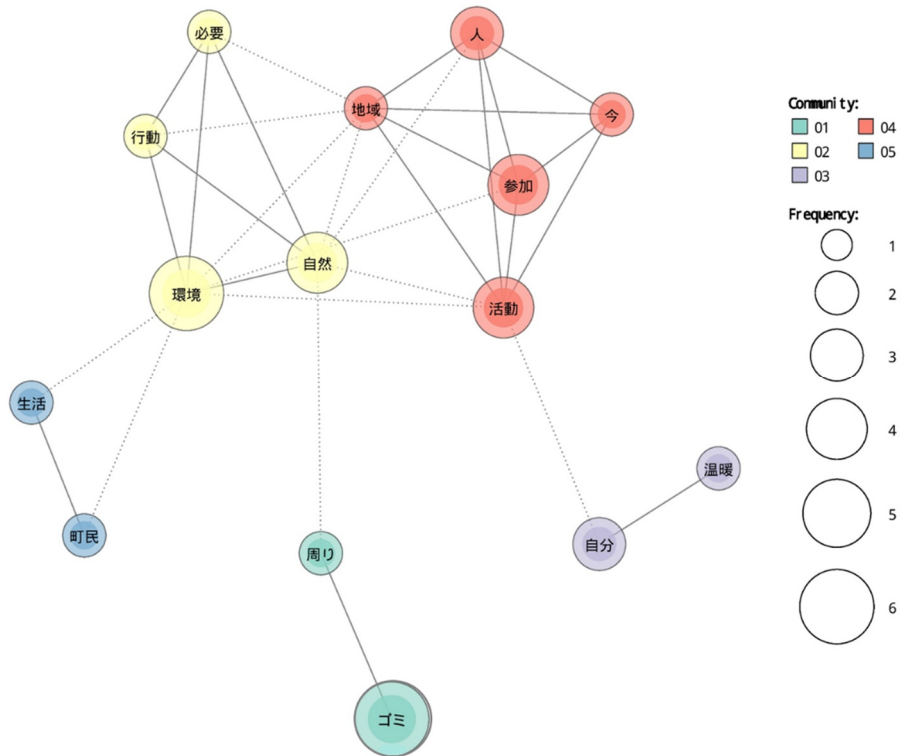 必要
人
地域
今
行動
参加
自然
環境
活動
生活
温暖
町民
自分
周り
ゴミ
Community:
01
04
02
05
03
Frequency:
1
2
3
4
5
6